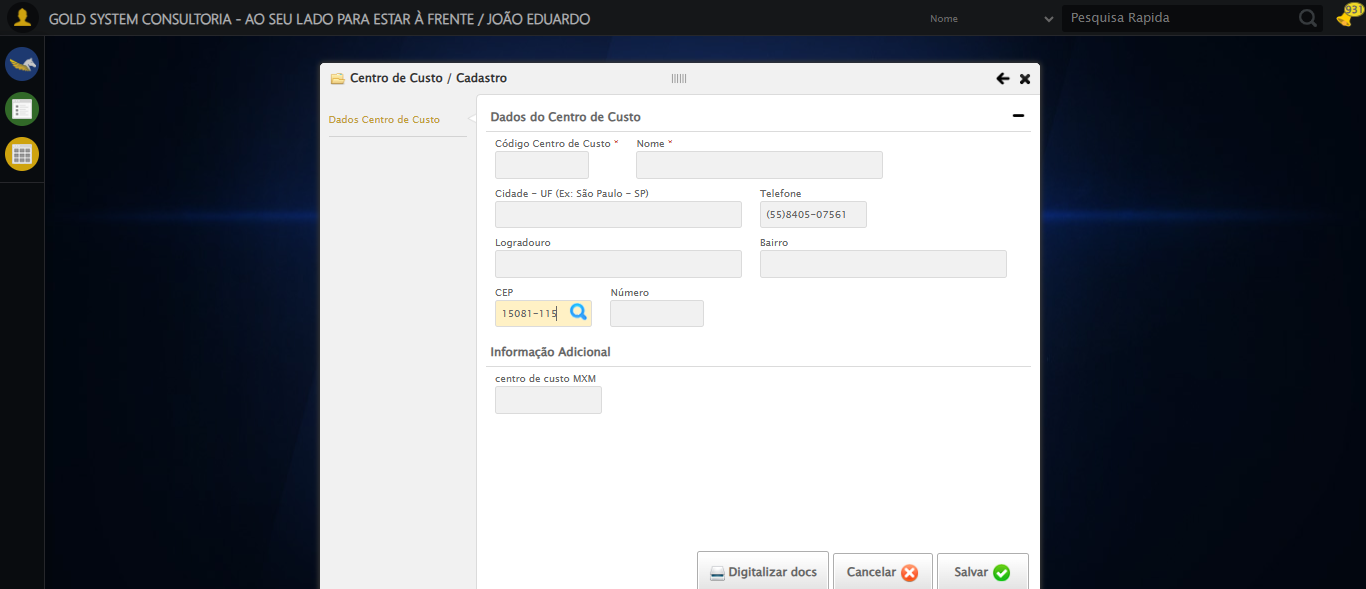 GOLD SYSTEM CONSULTORIA - AO SEU LADO PARA ESTAR À FRENTE / JOÃO EDUARDO
Nome
Pesquisa Rapida
931
Centro de Custo / Cadastro
Dados Centro de Custo
Dados do Centro de Custo
Código Centro de Custo * Nome *
Cidade - UF (Ex: São Paulo - SP) Telefone
(55)8405-07561
Logradouro Bairro
CEP Número
15081-115
Informação Adicional
centro de custo MXM
Digitalizar docs Cancelar Salvar